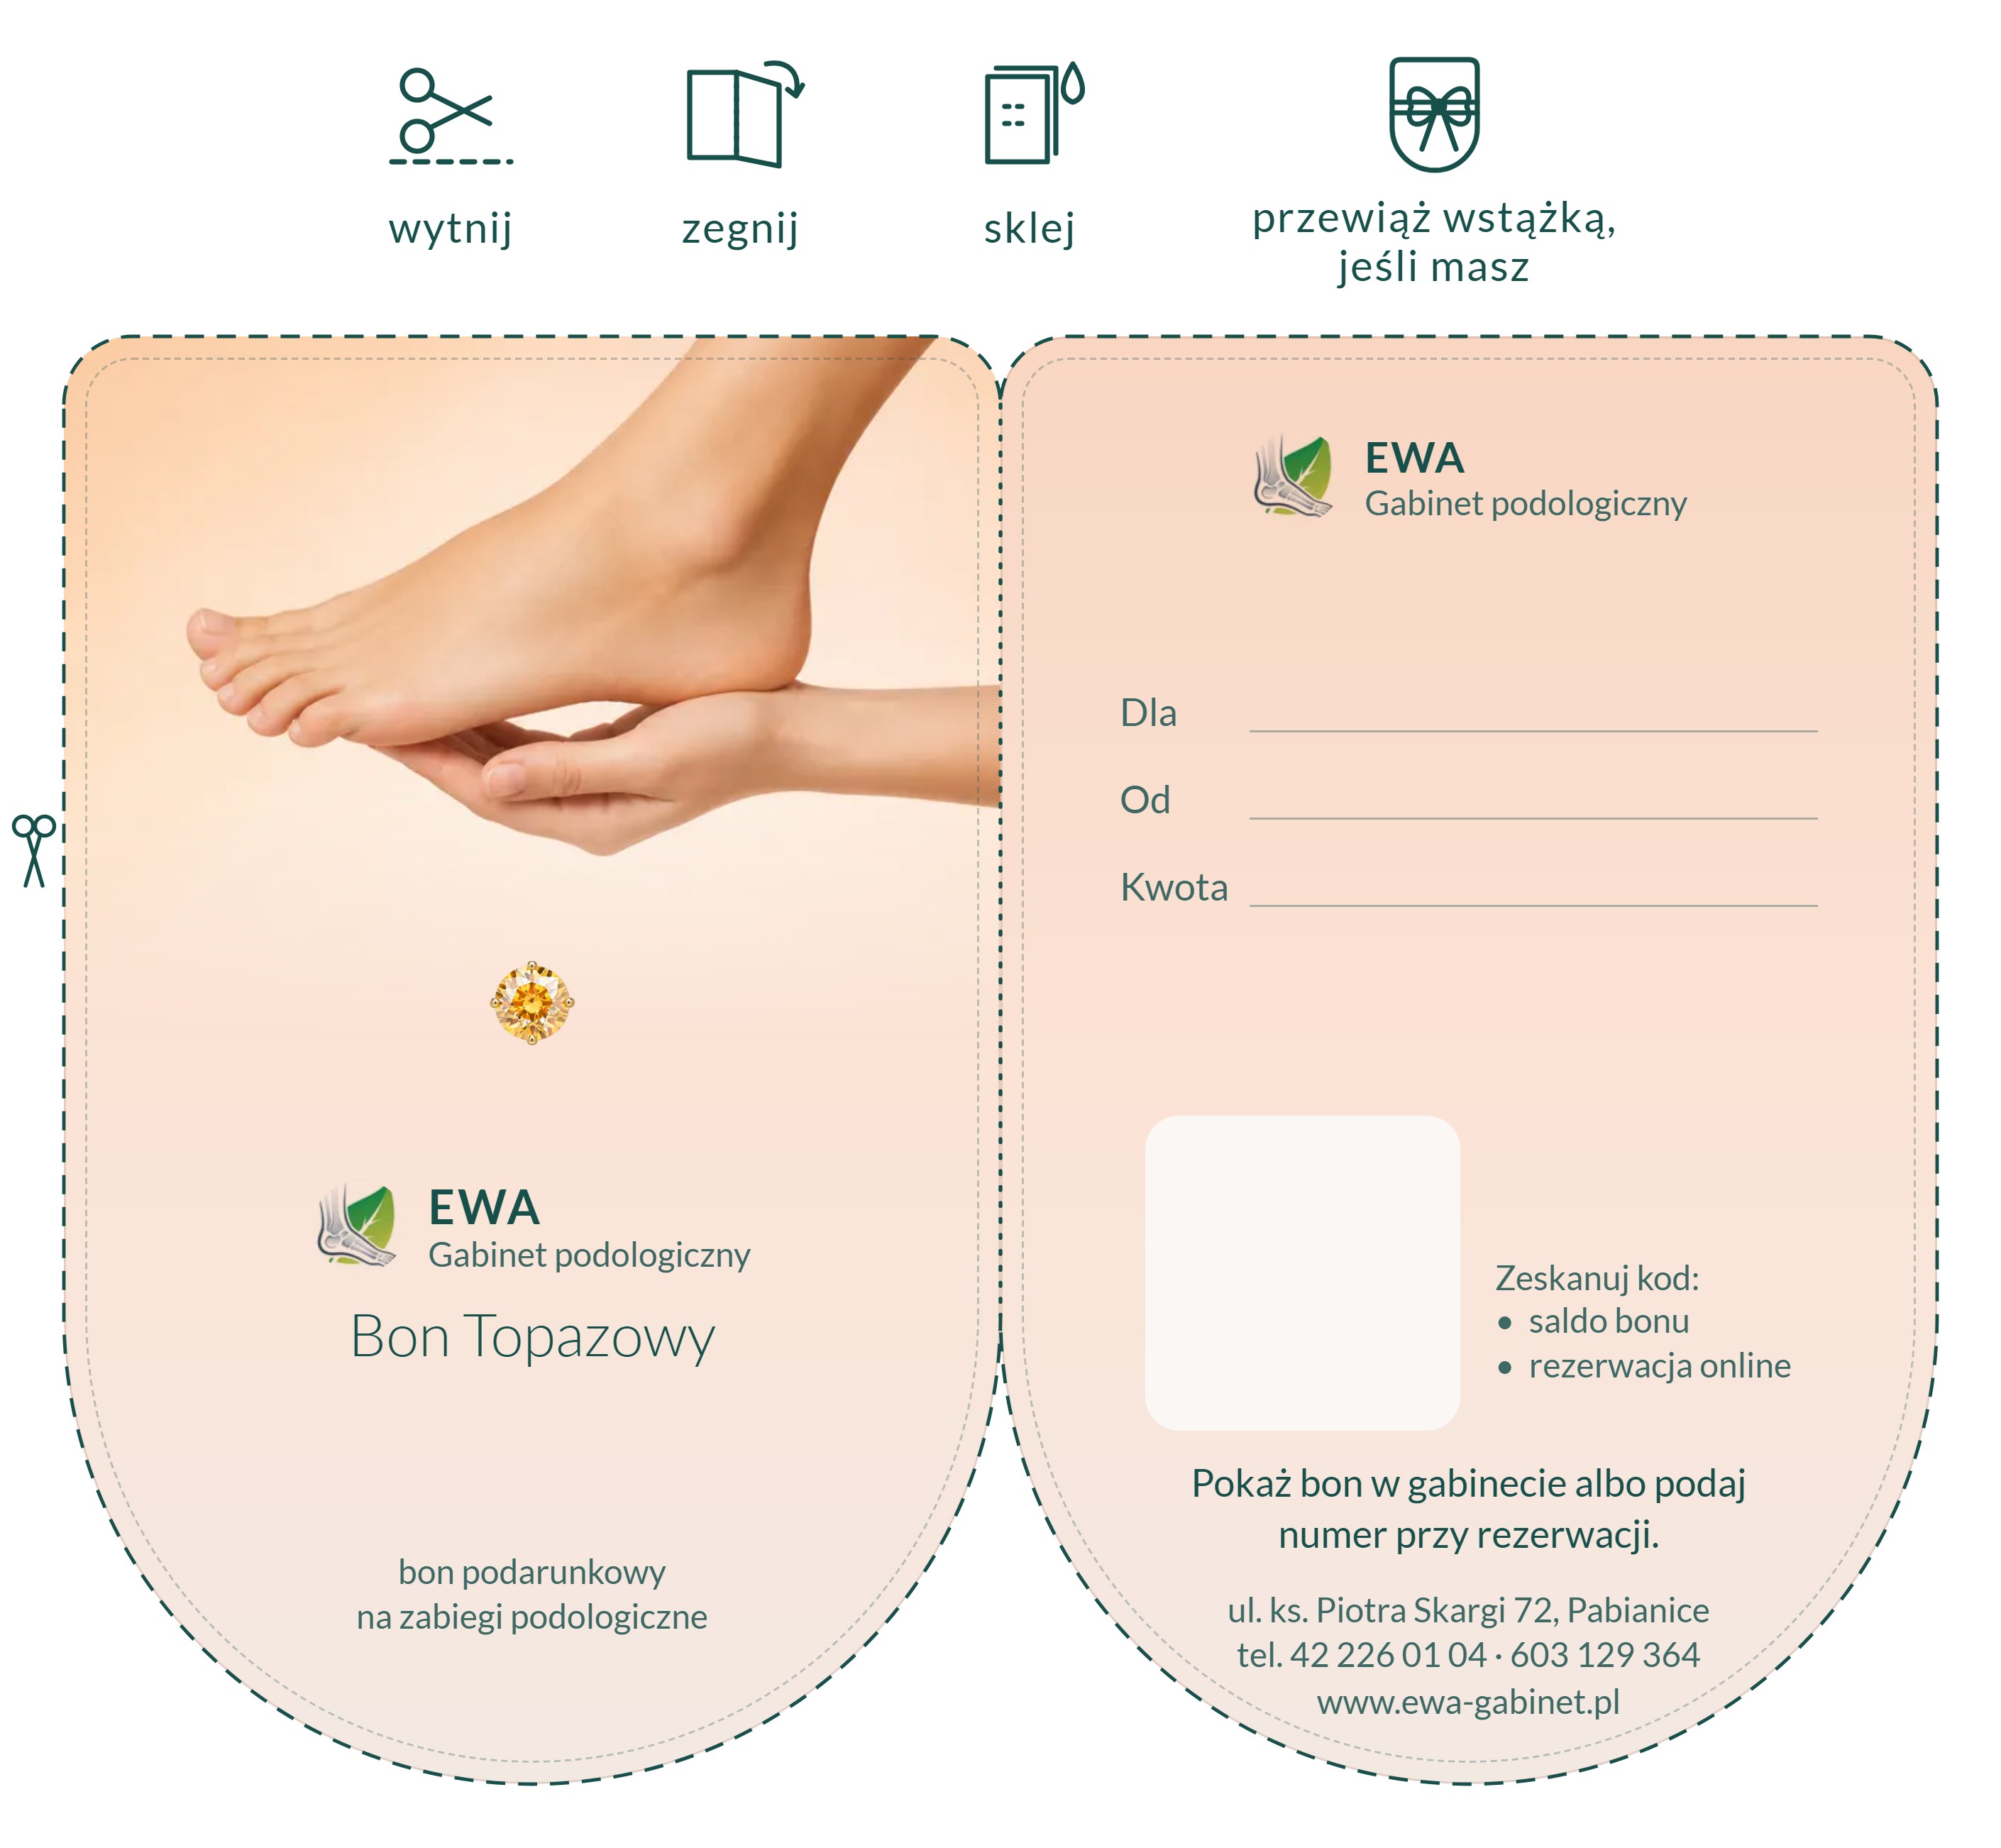 wytnij
zegnij
sklej
przewiąż wstążką,
jeśli masz
EWA
Gabinet podologiczny
Bon Topazowy
bon podarunkowy
na zabiegi podologiczne
EWA
Gabinet podologiczny
Dla
Od
Kwota
Zeskanuj kod:
• saldo bonu
• rezerwacja online
Pokaż bon w gabinecie albo podaj
numer przy rezerwacji.
ul. ks. Piotra Skargi 72, Pabianice
tel. 42 226 01 04 · 603 129 364
www.ewa-gabinet.pl